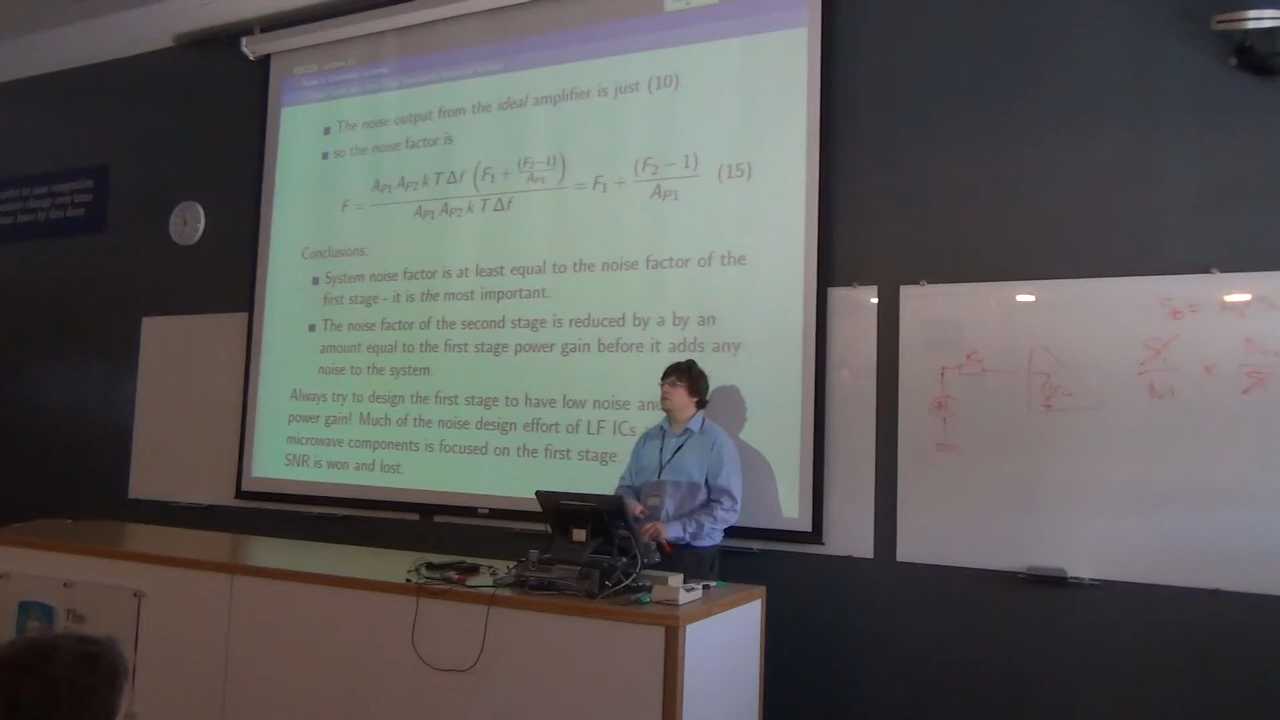 The noise output from the ideal amplifier is just (10).
so the noise factor is
F = A_P1 A_P2 k T Δf (F_1 + (F_2−1)/A_P1) / A_P1 A_P2 k T Δf = F_1 + (F_2 − 1)/A_P1 (15)
Conclusions:
System noise factor is at least equal to the noise factor of the
first stage - it is the most important.
The noise factor of the second stage is reduced by a by an
amount equal to the first stage power gain before it adds any
noise to the system.
Always try to design the first stage to have low noise an
power gain! Much of the noise design effort of LF ICs
microwave components is focused on the first stage
SNR is won and lost.
The